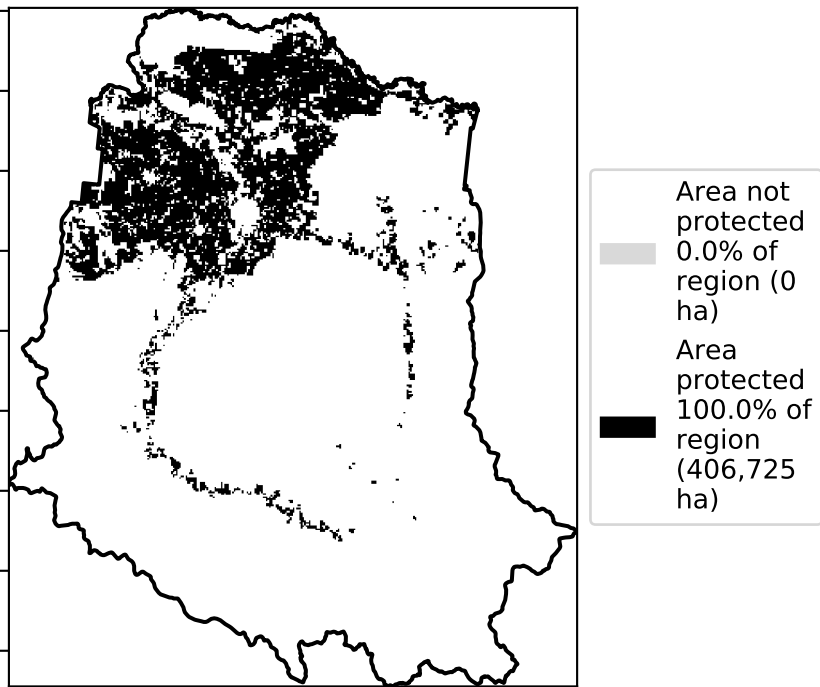 Area not
protected
0.0% of
region (0
ha)
Area
protected
100.0% of
region
(406,725
ha)